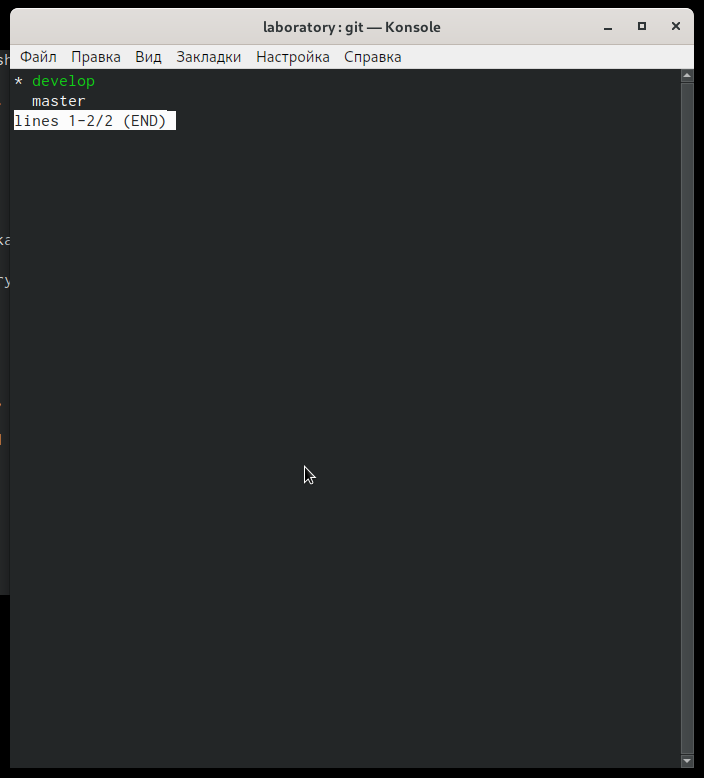 laboratory : git — Konsole
Файл Правка Вид Закладки Настройка Справка
* develop
master
lines 1-2/2 (END)